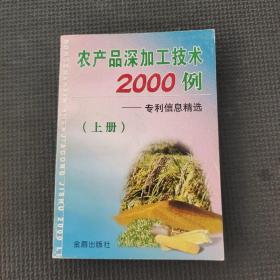 农产品深加工技术
2000例
——专利信息精选
（上册）
金盾出版社